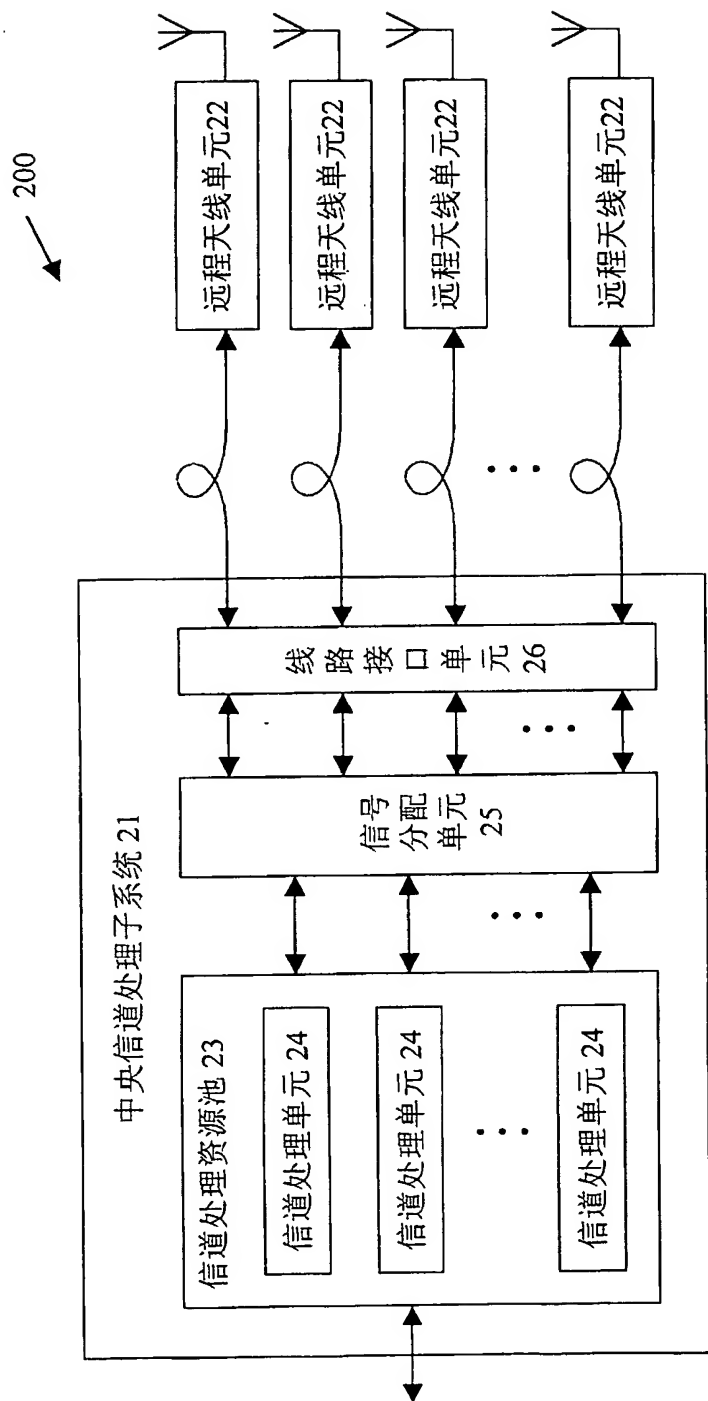 200
中央信道处理子系统 21
信道处理资源池 23
信道处理单元 24
信道处理单元 24
信道处理单元 24
信号
分配
单元
25
线路接口单元 26
远程天线单元22
远程天线单元22
远程天线单元22
远程天线单元22